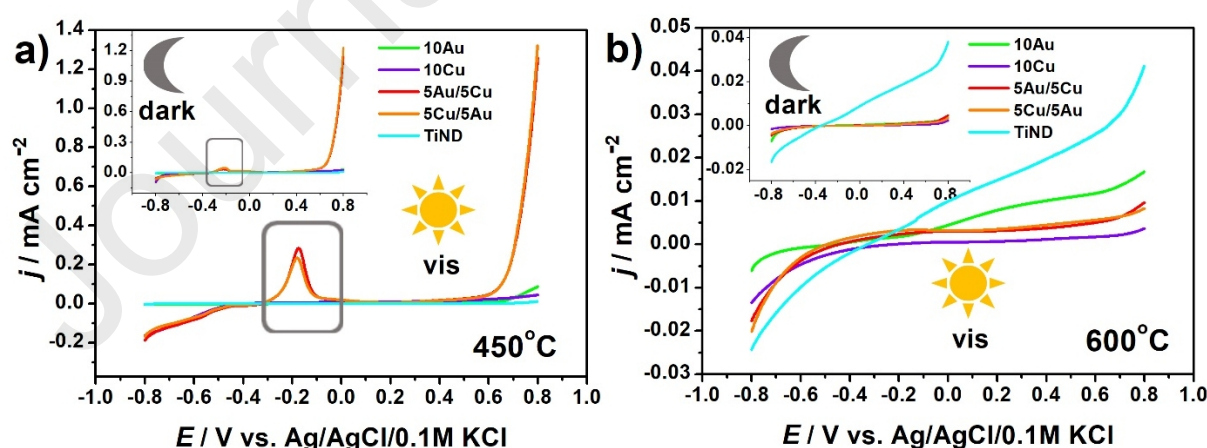 Journ
a)
1.4
1.2
1.0
0.8
0.6
0.4
0.2
0.0
-0.2
j / mA cm⁻²
1.2
0.9
0.6
0.3
0.0
dark
-0.8 -0.4 0.0 0.4 0.8
10Au
10Cu
5Au/5Cu
5Cu/5Au
TiND
vis
450°C
-1.0 -0.8 -0.6 -0.4 -0.2 0.0 0.2 0.4 0.6 0.8 1.0
E / V vs. Ag/AgCl/0.1M KCl
b)
0.05
0.04
0.03
0.02
0.01
0.00
-0.01
-0.02
-0.03
j / mA cm⁻²
0.04
0.02
0.00
-0.02
dark
-0.8 -0.4 0.0 0.4 0.8
10Au
10Cu
5Au/5Cu
5Cu/5Au
TiND
vis
600°C
-1.0 -0.8 -0.6 -0.4 -0.2 0.0 0.2 0.4 0.6 0.8 1.0
E / V vs. Ag/AgCl/0.1M KCl